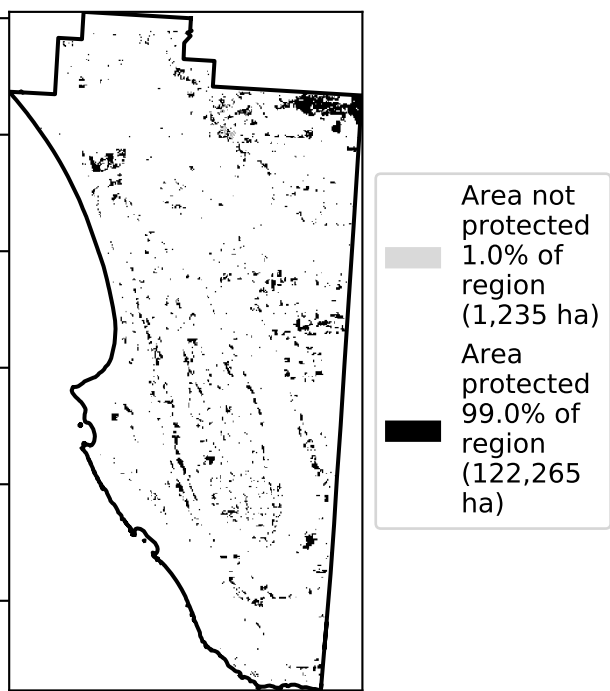 Area not
protected
1.0% of
region
(1,235 ha)
Area
protected
99.0% of
region
(122,265
ha)